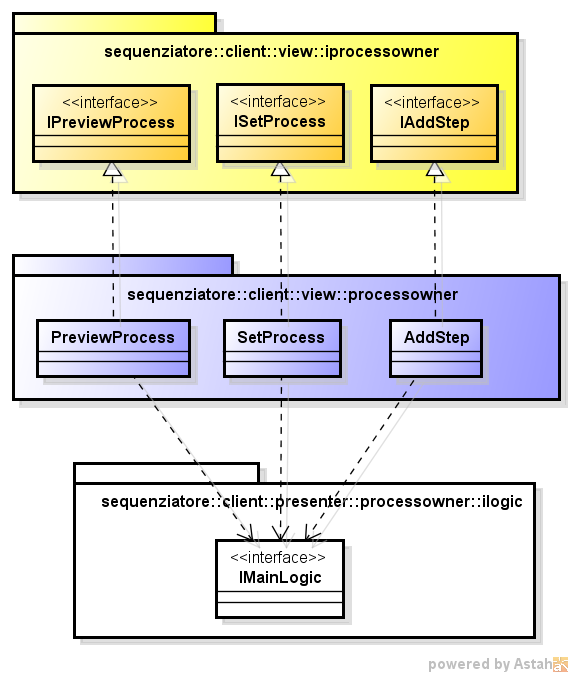 sequenziatore::client::view::iprocessowner
<<interface>>
IPreviewProcess
<<interface>>
ISetProcess
<<interface>>
IAddStep
sequenziatore::client::view::processowner
PreviewProcess
SetProcess
AddStep
sequenziatore::client::presenter::processowner::ilogic
<<interface>>
IMainLogic
powered by Astah